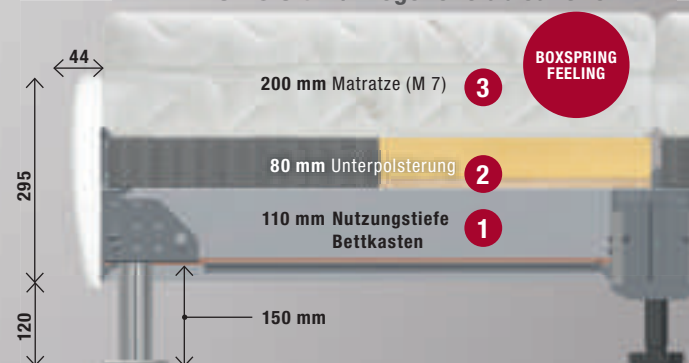 44
BOXSPRING
FEELING
200 mm Matratze (M 7)
3
295
80 mm Unterpolsterung
2
110 mm Nutzungstiefe
Bettkasten
1
120
150 mm